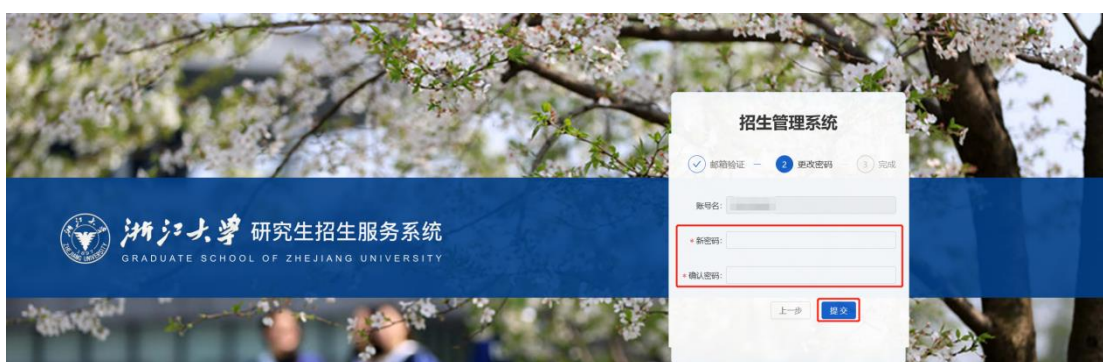 招生管理系统
邮箱验证 2 更改密码 3 完成
账号名:
浙江大学 研究生招生服务系统
GRADUATE SCHOOL OF ZHEJIANG UNIVERSITY
* 新密码:
* 确认密码:
上一步 提交